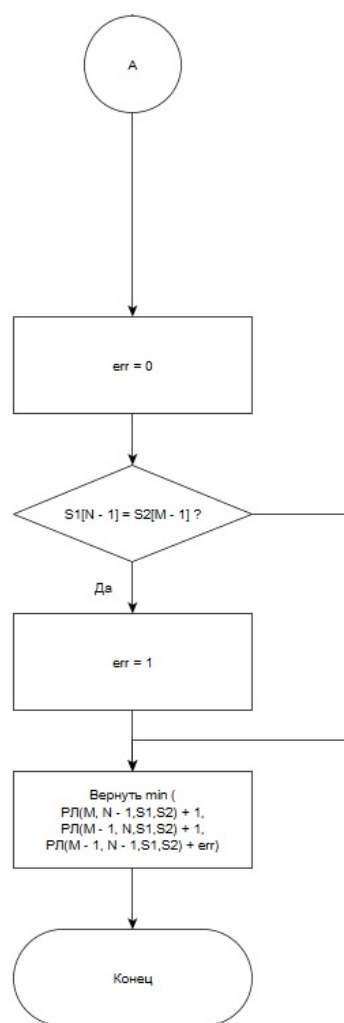 A
err = 0
S1[N - 1] = S2[M - 1] ?
Да
err = 1
Вернуть min (
РЛ(M, N - 1,S1,S2) + 1,
РЛ(M - 1, N,S1,S2) + 1,
РЛ(M - 1, N - 1,S1,S2) + err)
Конец